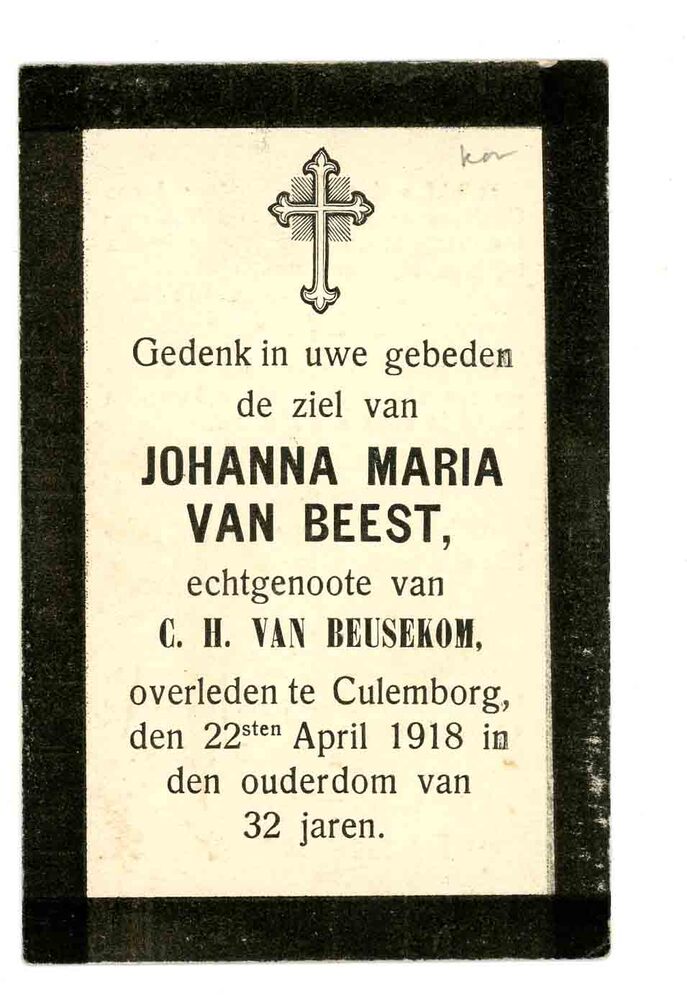 Gedenk in uwe gebeden
de ziel van
JOHANNA MARIA
VAN BEEST,
echtgenoote van
C. H. VAN BEUSEKOM,
overleden te Culemborg,
den 22sten April 1918 in
den ouderdom van
32 jaren.